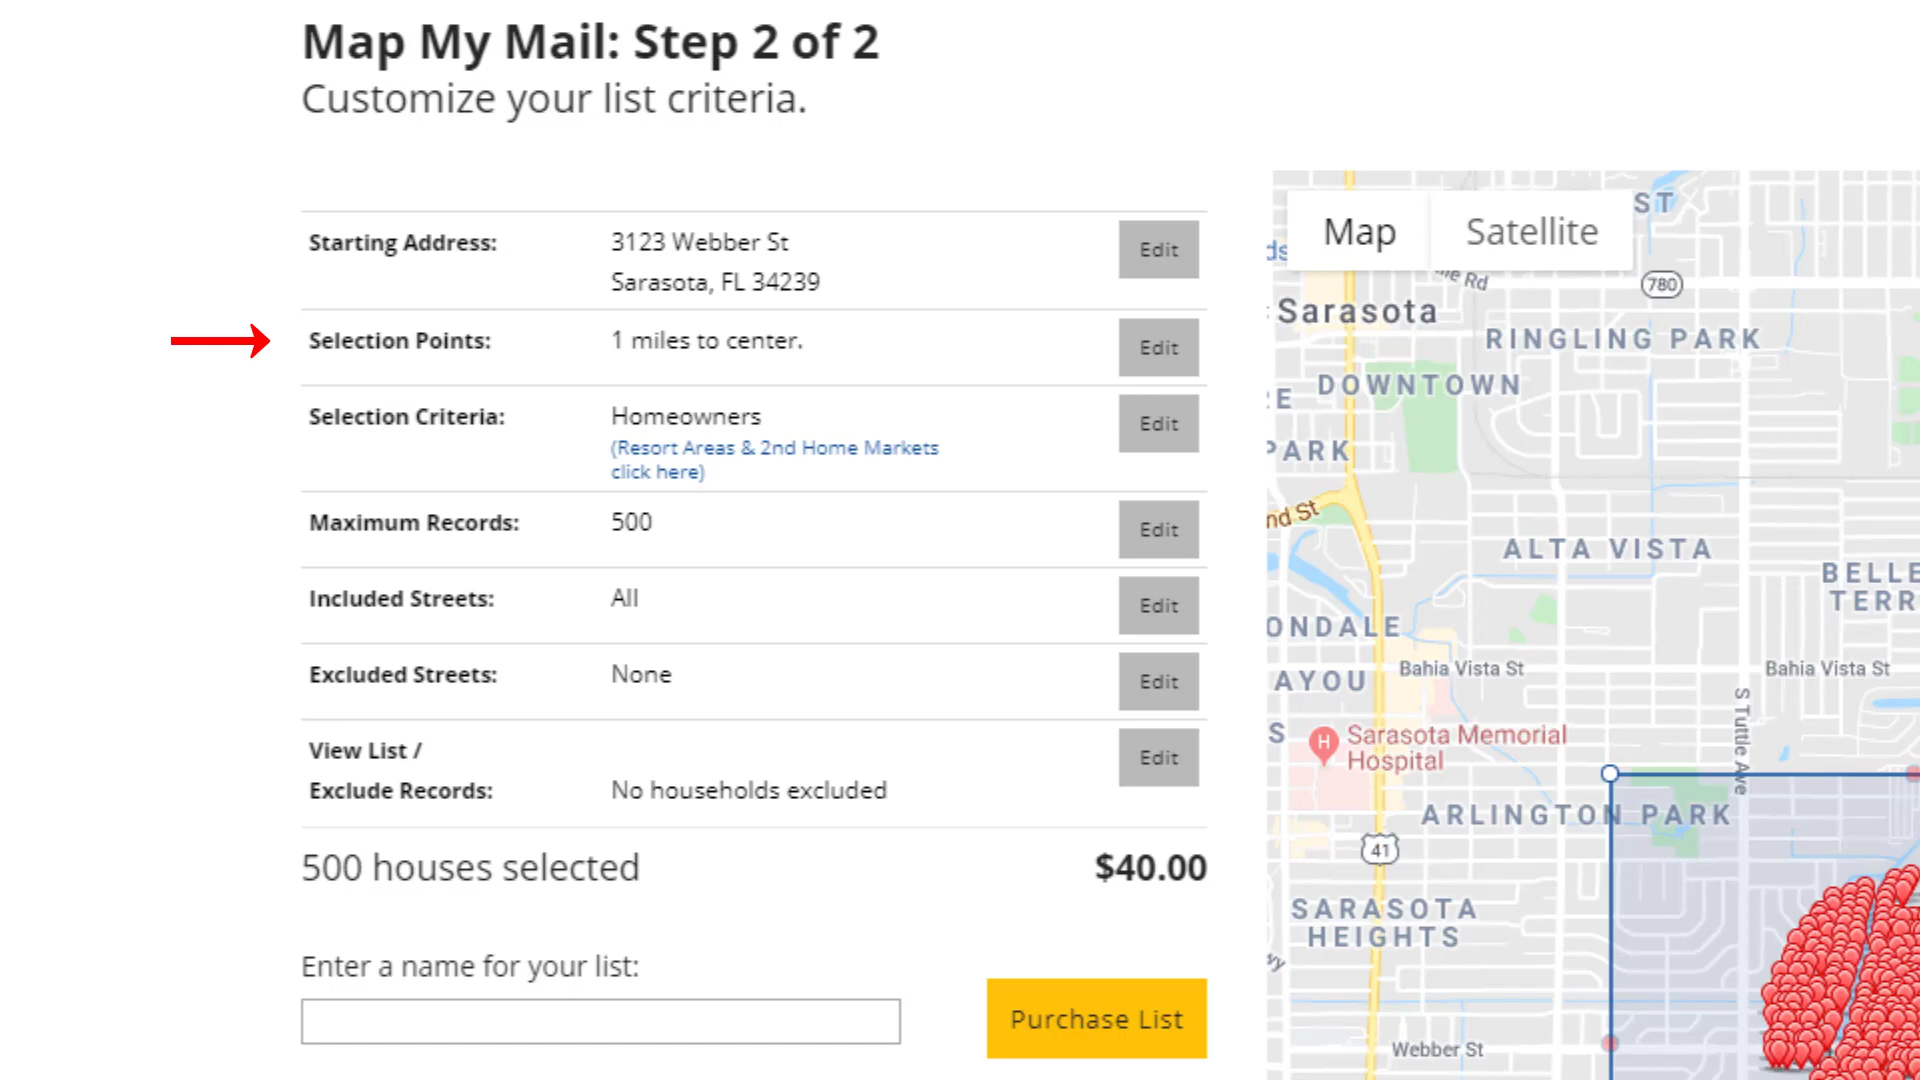 Map My Mail: Step 2 of 2
Customize your list criteria.
Starting Address:
3123 Webber St
Sarasota, FL 34239
Edit
Selection Points:
1 miles to center.
Edit
Selection Criteria:
Homeowners
(Resort Areas & 2nd Home Markets
click here)
Edit
Maximum Records:
500
Edit
Included Streets:
All
Edit
Excluded Streets:
None
Edit
View List /
Exclude Records:
No households excluded
Edit
500 houses selected
$40.00
Enter a name for your list:
Purchase List
Map
Satellite
ST
780
Sarasota
RINGLING PARK
DOWNTOWN
PARK
nd St
ALTA VISTA
BELLE
TERR
ONDALE
Bahia Vista St
Bahia Vista St
AYOU
S
S Tuttle Ave
H
Sarasota Memorial
Hospital
ARLINGTON PARK
41
SARASOTA
HEIGHTS
Webber St